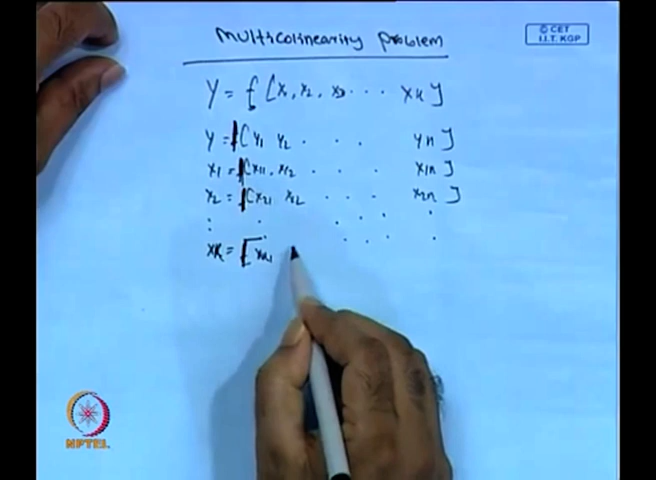 Multicolinearity problem
© CET
I.I.T. KGP
Y = f [x1, x2, x3 . . . xk]
y = [y1 y2 . . . yn]
x1 = [x11, x12 . . . x1n]
x2 = [x21 x22 . . . x2n]
: . . . . .
xk = [xk1
NPTEL